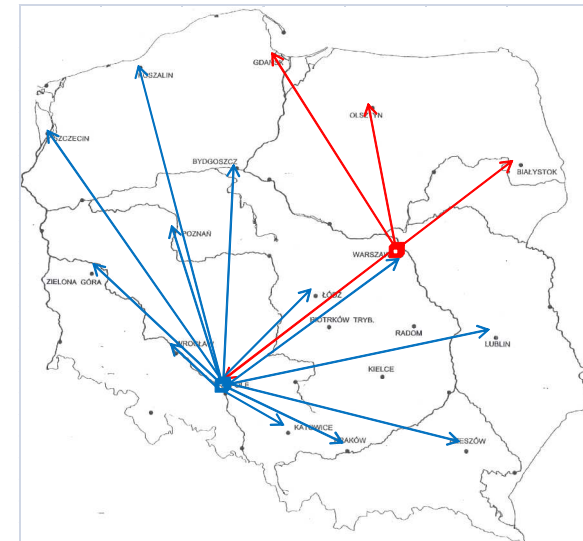 KOSZALIN
GDAŃSK
OLSZTYN
SZCZECIN
BYDGOSZCZ
BIAŁYSTOK
POZNAŃ
WARSZAWA
ZIELONA GÓRA
ŁÓDŹ
PIOTRKÓW TRYB.
RADOM
WROCŁAW
LUBLIN
KIELCE
KATOWICE
KRAKÓW
RZESZÓW